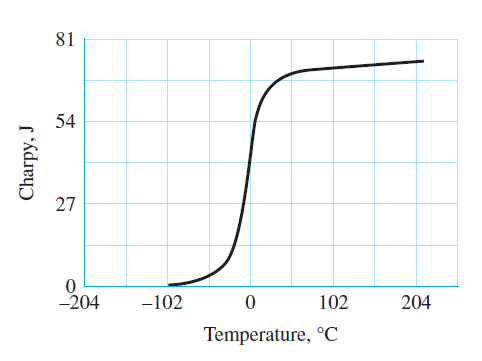 81
54
27
0
Charpy, J
–204 –102 0 102 204
Temperature, °C